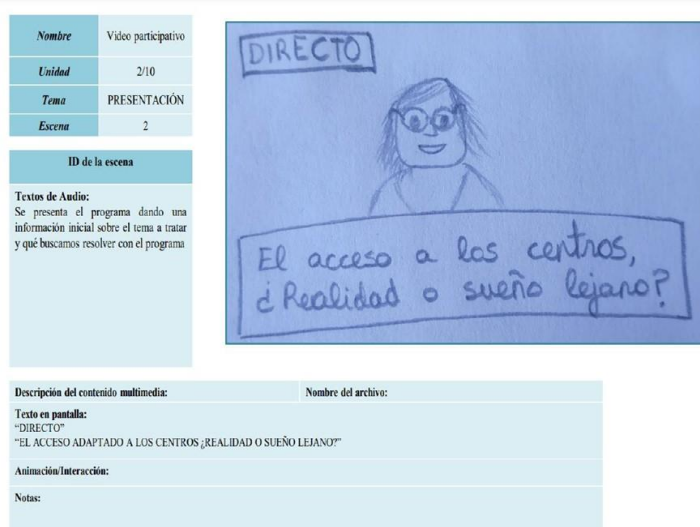 Nombre Video participativo
Unidad 2/10
Tema PRESENTACIÓN
Escena 2
ID de la escena
Textos de Audio:
Se presenta el programa dando una
información inicial sobre el tema a tratar
y qué buscamos resolver con el programa
DIRECTO
El acceso a los centros,
¿Realidad o sueño lejano?
Descripción del contenido multimedia: Nombre del archivo:
Texto en pantalla:
“DIRECTO”
“EL ACCESO ADAPTADO A LOS CENTROS ¿REALIDAD O SUEÑO LEJANO?”
Animación/Interacción:
Notas: